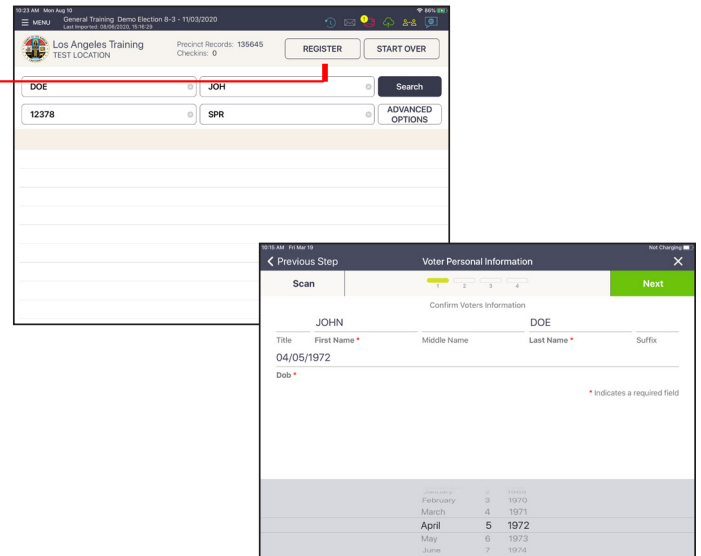 10:23 AM Mon Aug 10
86%
MENU
General Training Demo Election 8-3 - 11/03/2020
Last Imported: 08/06/2020, 15:16:29
Los Angeles Training
TEST LOCATION
Precinct Records: 135645
Checkins: 0
REGISTER
START OVER
DOE
JOH
Search
12378
SPR
ADVANCED
OPTIONS
10:15 AM Fri Mar 19
Not Charging
Previous Step
Voter Personal Information
Scan
1 2 3 4
Next
Confirm Voters Information
JOHN
DOE
Title First Name * Middle Name Last Name * Suffix
04/05/1972
Dob *
* Indicates a required field
February 3 1970
March 4 1971
April 5 1972
May 6 1973
June 7 1974